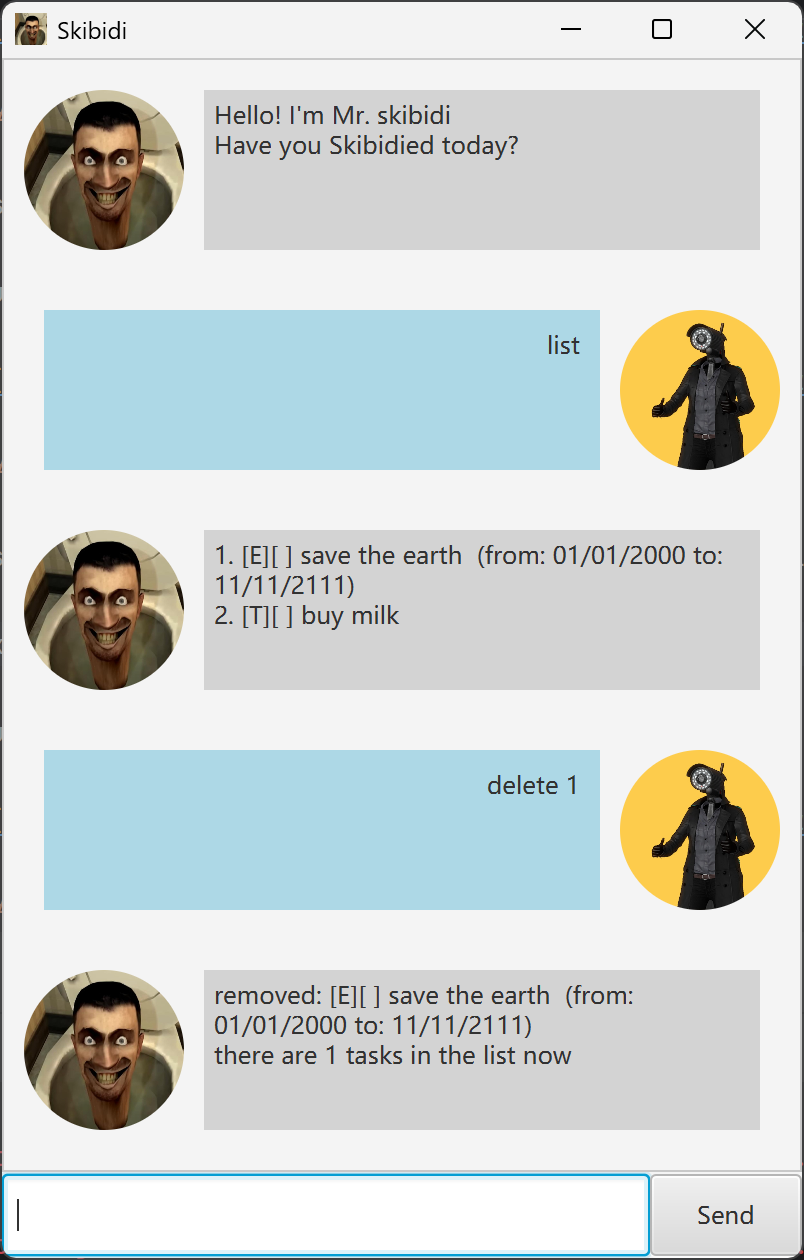 Skibidi
Hello! I'm Mr. skibidi
Have you Skibidied today?
list
1. [E][ ] save the earth  (from: 01/01/2000 to:
11/11/2111)
2. [T][ ] buy milk
delete 1
removed: [E][ ] save the earth  (from:
01/01/2000 to: 11/11/2111)
there are 1 tasks in the list now
Send